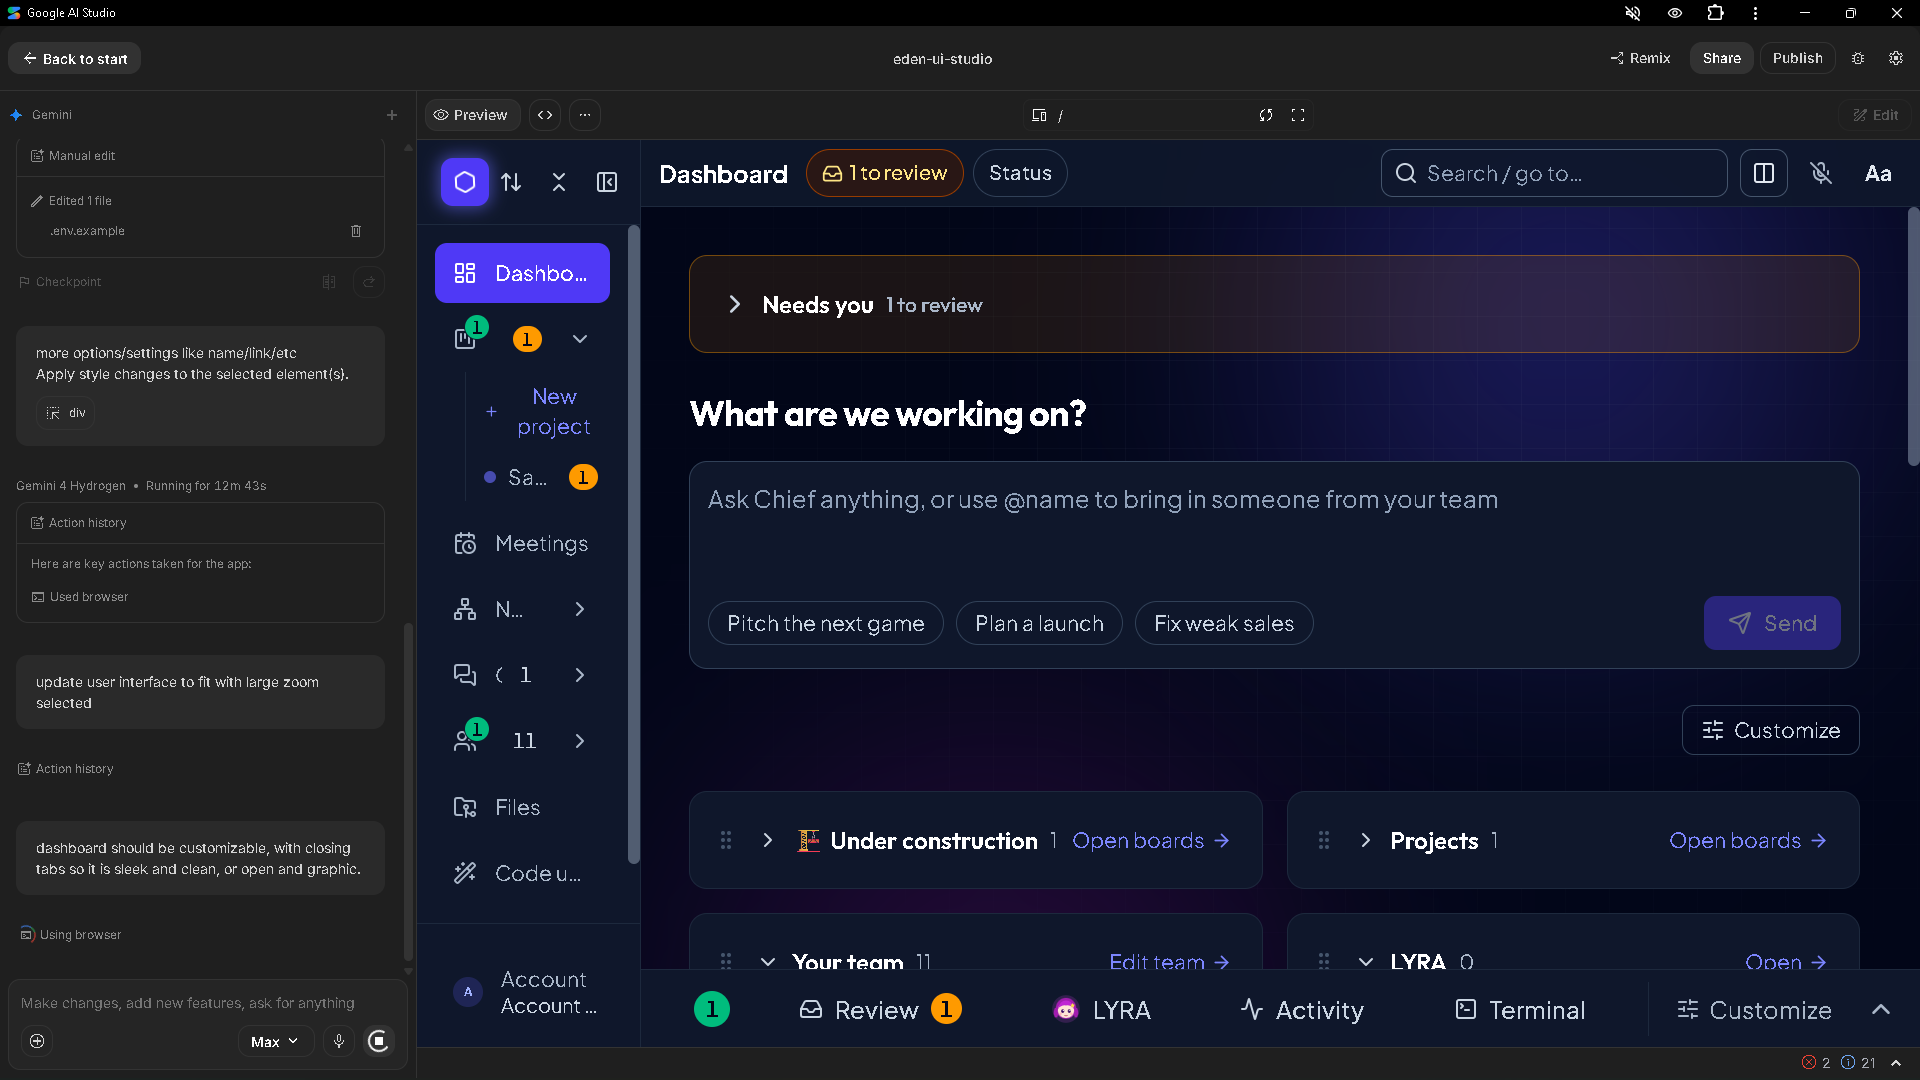 Google AI Studio
Back to start
eden-ui-studio
Remix
Share
Publish
Gemini
Preview
/
Edit
Manual edit
Edited 1 file
.env.example
Checkpoint
more options/settings like name/link/etc
Apply style changes to the selected element(s).
div
Gemini 4 Hydrogen • Running for 12m 43s
Action history
Here are key actions taken for the app:
Used browser
update user interface to fit with large zoom
selected
Action history
dashboard should be customizable, with closing
tabs so it is sleek and clean, or open and graphic.
Using browser
Make changes, add new features, ask for anything
Max
Dashbo...
1
1
New
project
Sa...
1
Meetings
N...
1
1
11
Files
Code u...
A
Account
Account ...
Dashboard
1 to review
Status
Search / go to...
Aa
Needs you 1 to review
What are we working on?
Ask Chief anything, or use @name to bring in someone from your team
Pitch the next game
Plan a launch
Fix weak sales
Send
Customize
Under construction 1 Open boards →
Projects 1 Open boards →
Your team 11 Edit team →
LYRA 0 Open →
1
Review 1
LYRA
Activity
Terminal
Customize
2
21